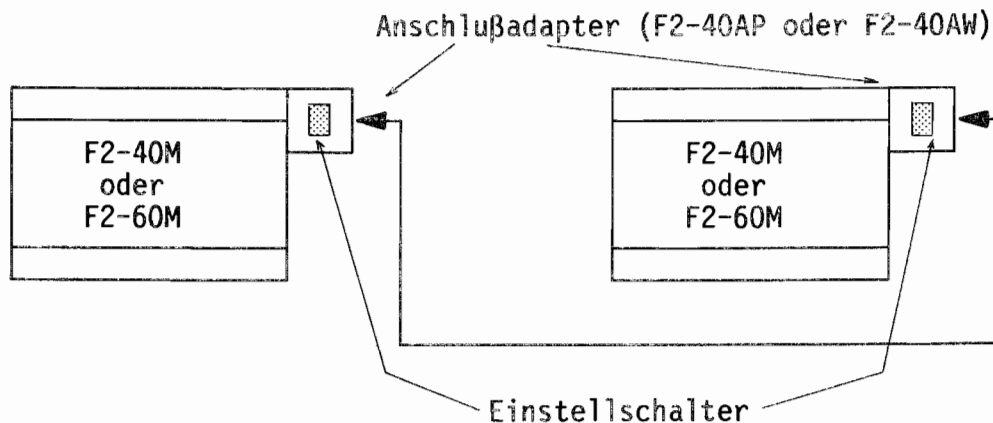 Anschlußadapter (F2-40AP oder F2-40AW)
F2-40M
oder
F2-60M
F2-40M
oder
F2-60M
Einstellschalter